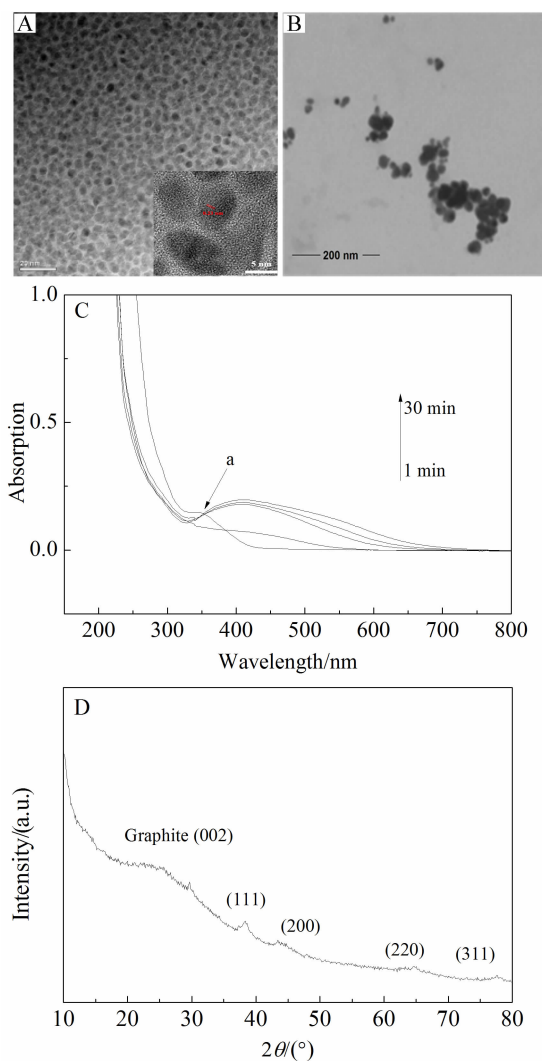 A
B
20 nm
5 nm
200 nm
C
1.0
0.5
0.0
Absorption
a
30 min
1 min
200 300 400 500 600 700 800
Wavelength/nm
D
Intensity/(a.u.)
Graphite (002)
(111)
(200)
(220)
(311)
10 20 30 40 50 60 70 80
2θ/(°)